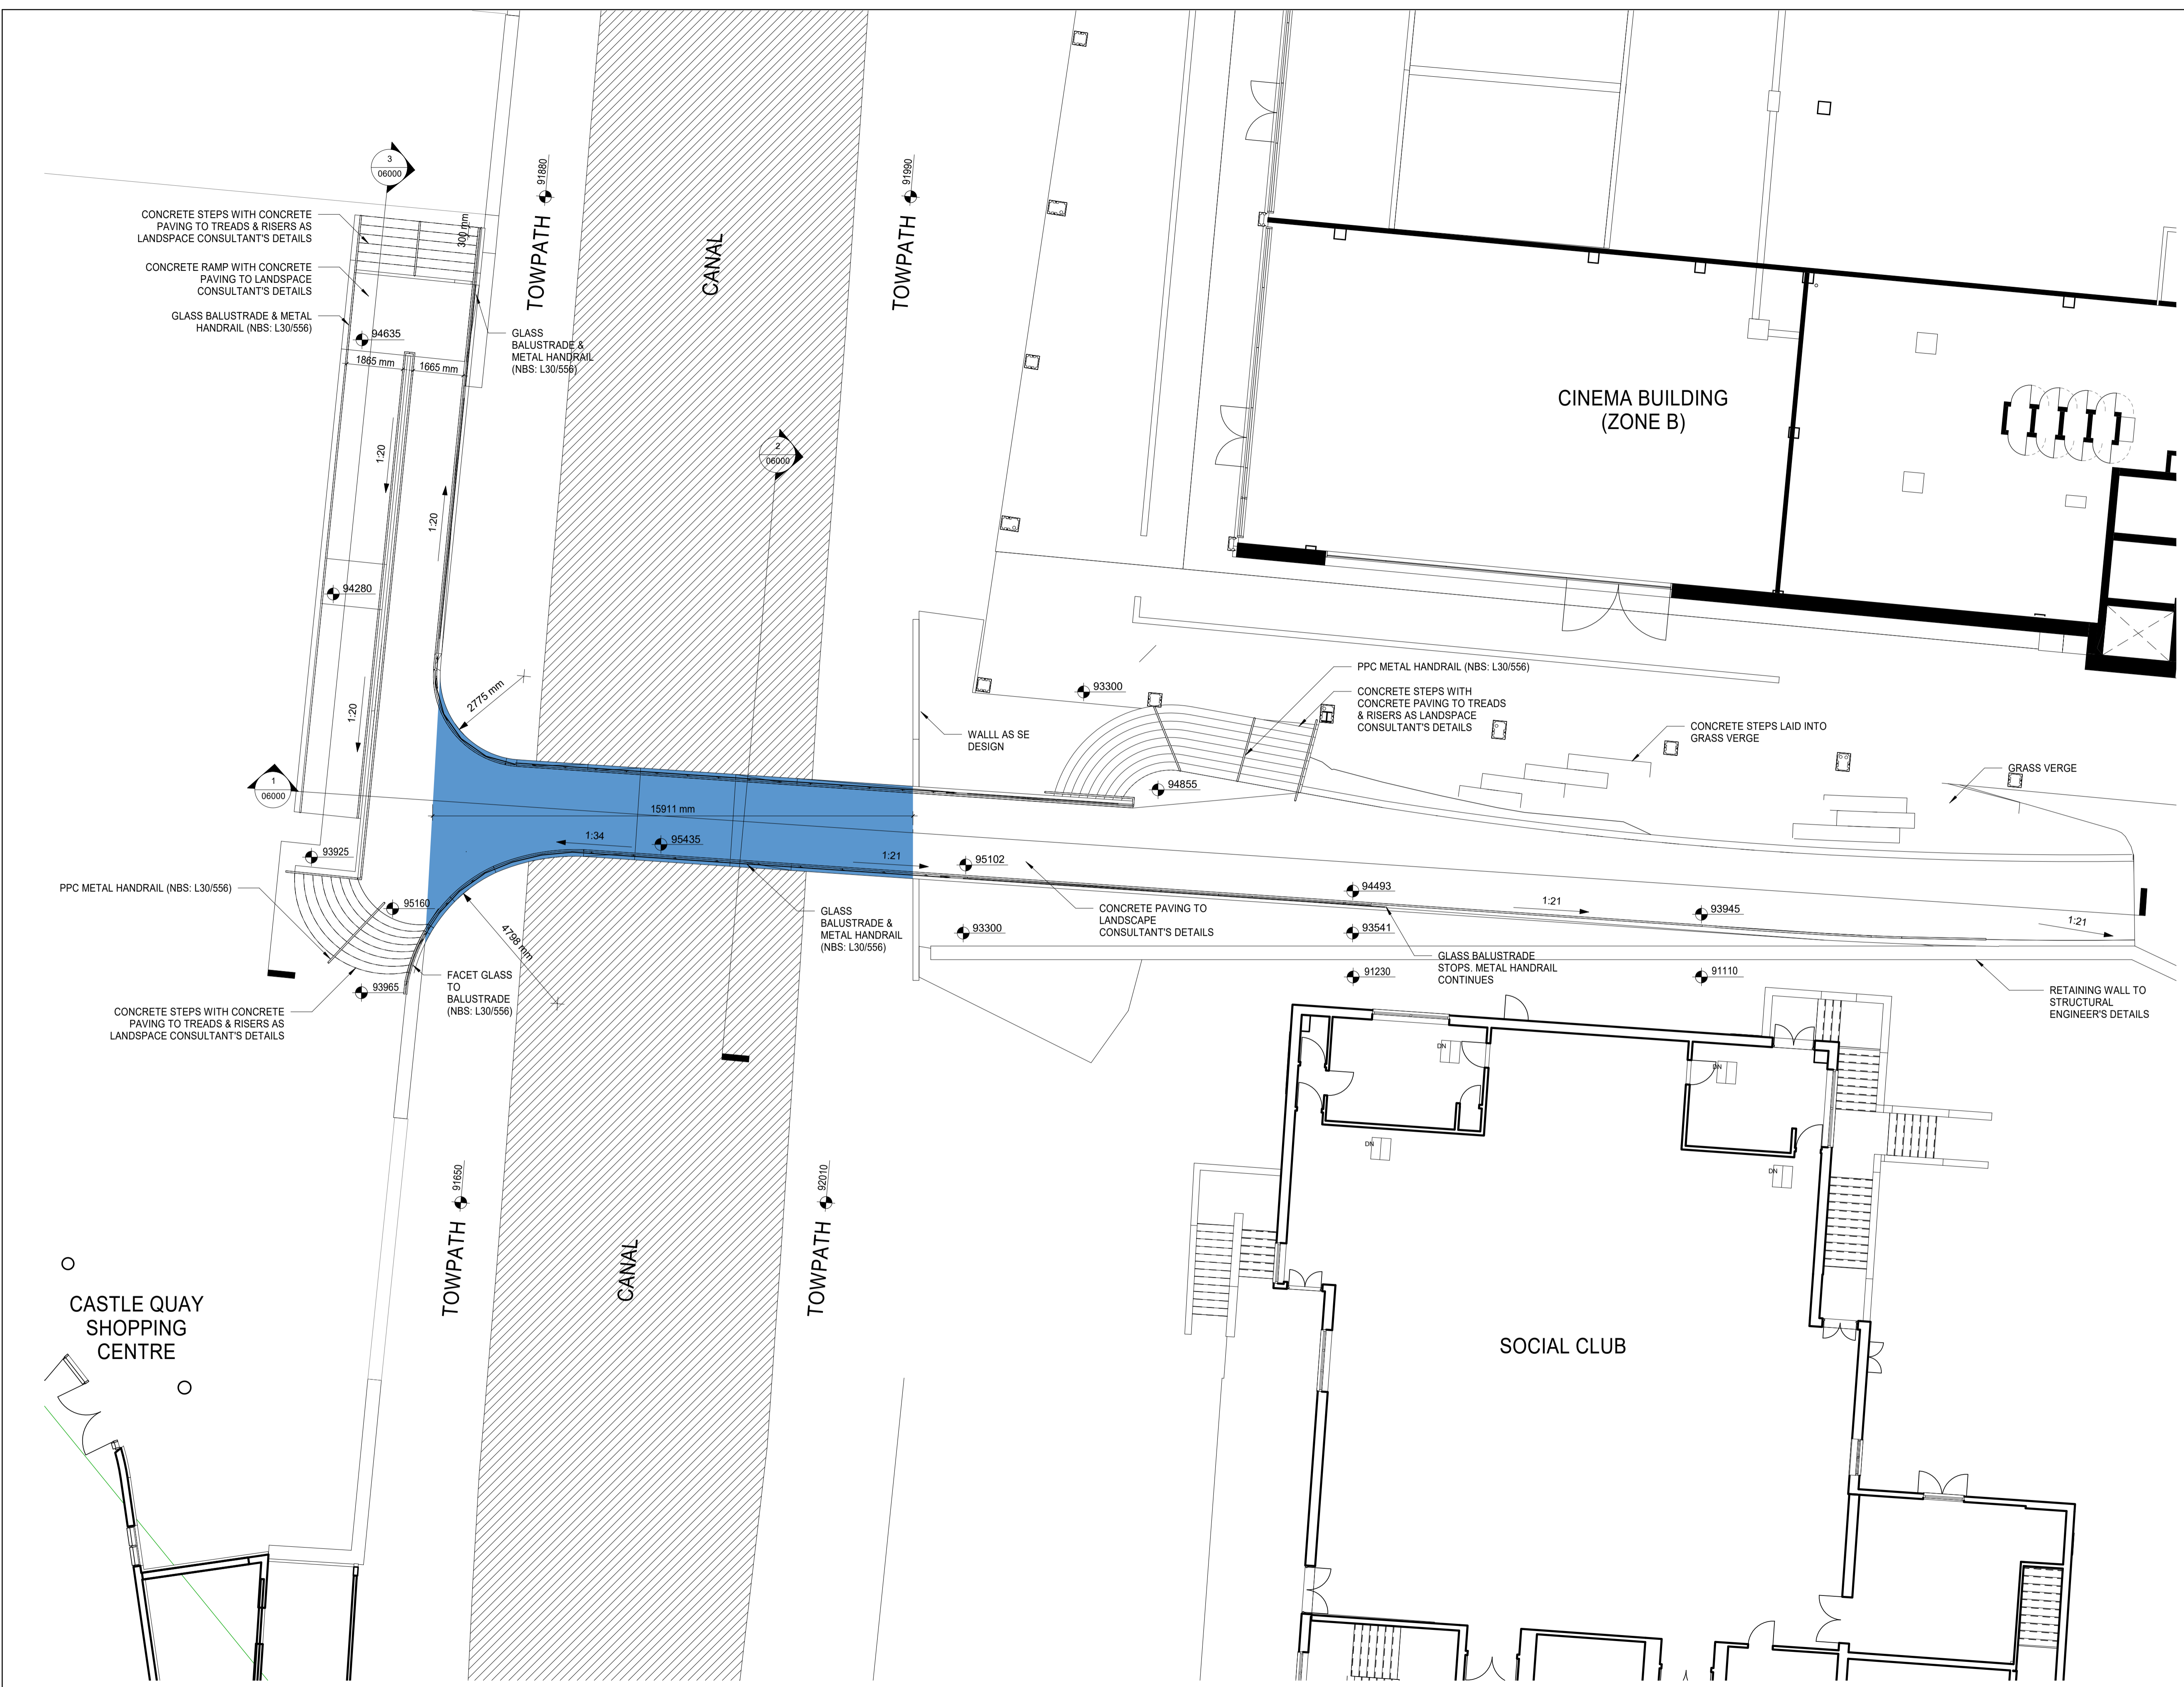 3
06000
CONCRETE STEPS WITH CONCRETE
PAVING TO TREADS & RISERS AS
LANDSPACE CONSULTANT'S DETAILS
CONCRETE RAMP WITH CONCRETE
PAVING TO LANDSPACE
CONSULTANT'S DETAILS
GLASS BALUSTRADE & METAL
HANDRAIL (NBS: L30/556)
300 mm
94635
1865 mm
1665 mm
GLASS
BALUSTRADE &
METAL HANDRAIL
(NBS: L30/556)
TOWPATH
91880
CANAL
TOWPATH
91990
1:20
1:20
2
06000
94280
1:20
2775 mm
CINEMA BUILDING
(ZONE B)
93300
PPC METAL HANDRAIL (NBS: L30/556)
CONCRETE STEPS WITH
CONCRETE PAVING TO TREADS
& RISERS AS LANDSPACE
CONSULTANT'S DETAILS
WALLL AS SE
DESIGN
CONCRETE STEPS LAID INTO
GRASS VERGE
GRASS VERGE
1
06000
94855
15911 mm
1:34
95435
1:21
95102
93925
PPC METAL HANDRAIL (NBS: L30/556)
95160
4798 mm
GLASS
BALUSTRADE &
METAL HANDRAIL
(NBS: L30/556)
CONCRETE PAVING TO
LANDSCAPE
CONSULTANT'S DETAILS
94493
1:21
93945
1:21
93300
93541
GLASS BALUSTRADE
STOPS. METAL HANDRAIL
CONTINUES
91230
91110
RETAINING WALL TO
STRUCTURAL
ENGINEER'S DETAILS
FACET GLASS
TO
BALUSTRADE
(NBS: L30/556)
93965
CONCRETE STEPS WITH CONCRETE
PAVING TO TREADS & RISERS AS
LANDSPACE CONSULTANT'S DETAILS
DN
DN
DN
DN
TOWPATH
91650
CANAL
TOWPATH
92010
CASTLE QUAY
SHOPPING
CENTRE
SOCIAL CLUB